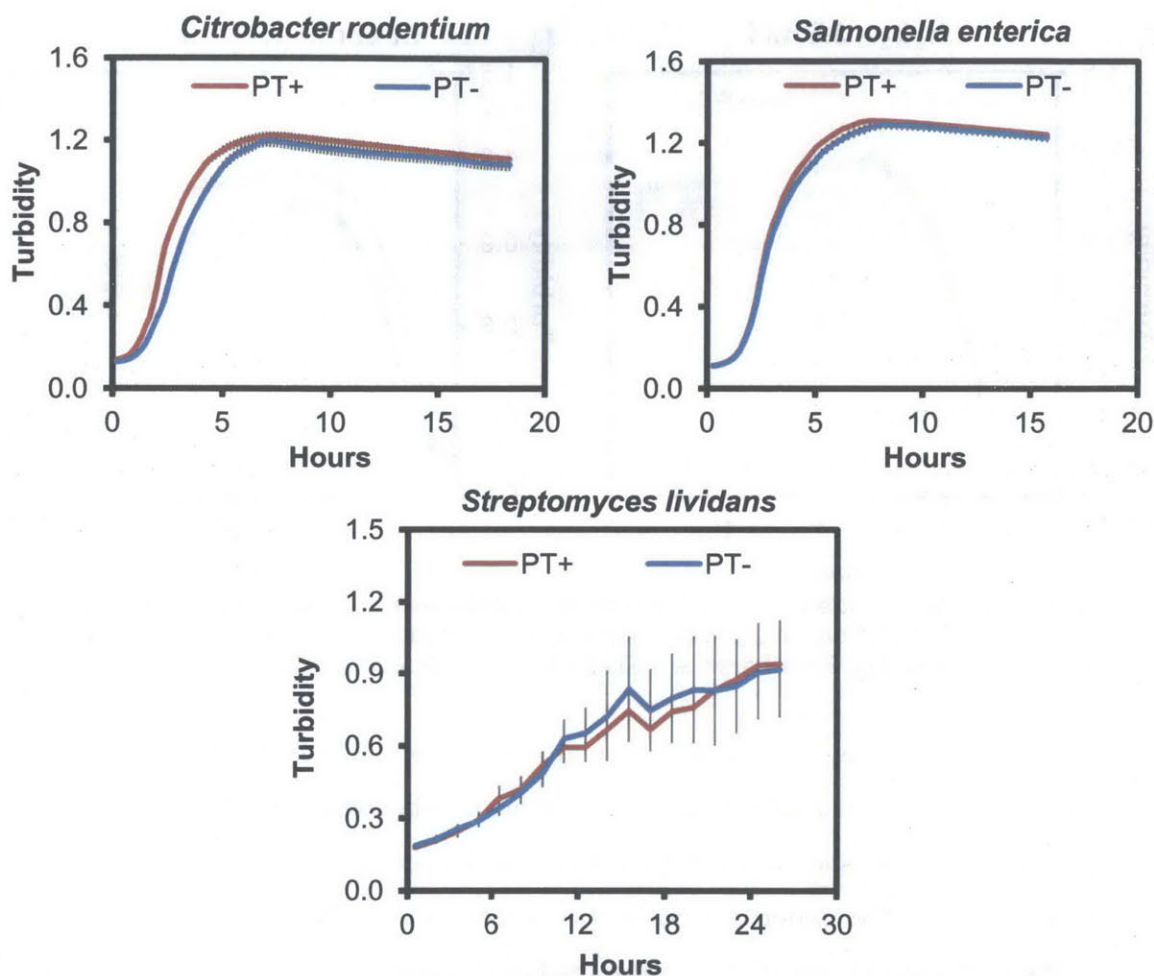 Citrobacter rodentium
1.6
PT+ PT-
1.2
Turbidity
0.8
0.4
0.0
0 5 10 15 20
Hours
Salmonella enterica
1.6
PT+ PT-
1.2
Turbidity
0.8
0.4
0.0
0 5 10 15 20
Hours
Streptomyces lividans
1.5
PT+ PT-
1.2
0.9
Turbidity
0.6
0.3
0.0
0 6 12 18 24 30
Hours